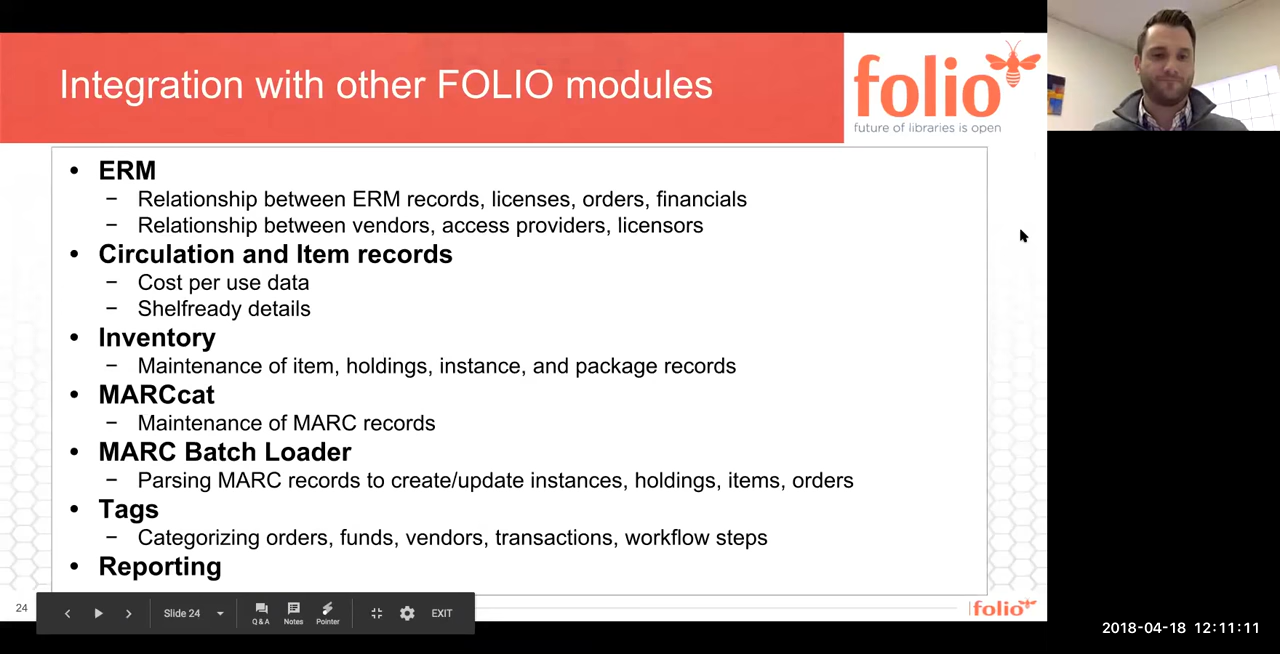 Integration with other FOLIO modules
folio
future of libraries is open
• ERM
− Relationship between ERM records, licenses, orders, financials
− Relationship between vendors, access providers, licensors
• Circulation and Item records
− Cost per use data
− Shelfready details
• Inventory
− Maintenance of item, holdings, instance, and package records
• MARCcat
− Maintenance of MARC records
• MARC Batch Loader
− Parsing MARC records to create/update instances, holdings, items, orders
• Tags
− Categorizing orders, funds, vendors, transactions, workflow steps
• Reporting
24
Slide 24
Q & A
Notes
Pointer
EXIT
folio
2018-04-18 12:11:11